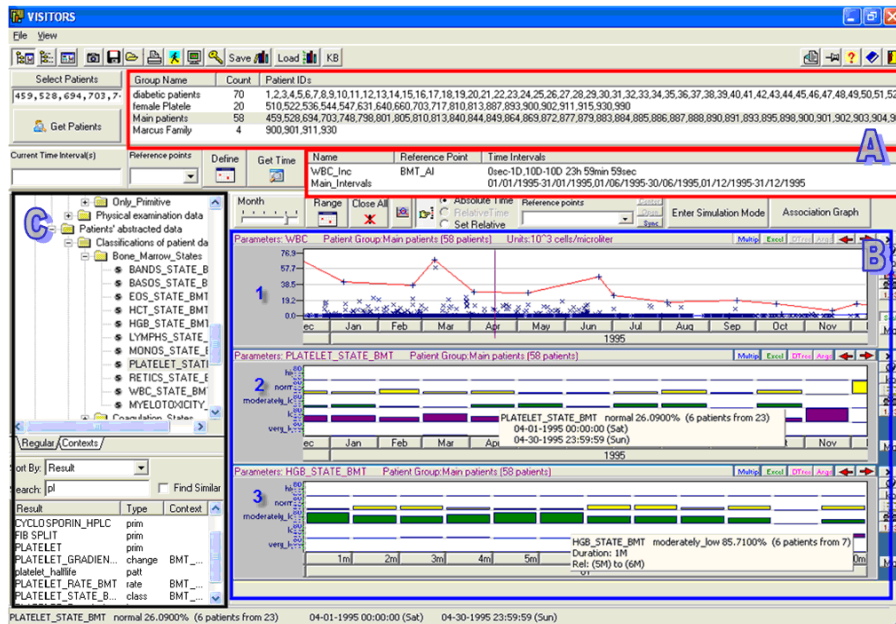 VISITORS
File View
Save Load KB
Select Patients
459,528,694,703,7
Get Patients
Group Name Count Patient IDs
diabetic patients 70 1,2,3,4,5,6,7,8,9,10,11,12,13,14,15,16,17,18,19,20,21,22,23,24,25,26,27,28,29,30,31,32,33,34,35,36,37,38,39,40,41,42,43,44,45,46,47,48,49,50,51,52
female Platele 20 510,522,536,544,547,631,640,660,703,717,810,813,887,893,900,902,911,915,930,990
Main patients 58 459,528,694,703,748,798,801,805,810,813,840,844,849,864,869,872,877,879,883,884,885,886,887,888,890,891,893,895,898,900,901,902,903,904,90
Marcus Family 4 900,901,911,930
A
Current Time Interval(s) Reference points Define Get Time
Name Reference Point Time Intervals
WBC_Inc BMT_Al 0sec-1D,10D-10D 23h 59min 59sec
Main_Intervals 01/01/1995-31/01/1995,01/06/1995-30/06/1995,01/12/1995-31/12/1995
C
Only_Primitive
Physical examination data
Patients' abstracted data
Classifications of patient da
Bone_Marrow_States
BANDS_STATE_B
BASOS_STATE_B
EOS_STATE_BMT
HCT_STATE_BMT
HGB_STATE_BMT
LYMPHS_STATE_
MONOS_STATE_B
PLATELET_STATI
RETICS_STATE_E
WBC_STATE_BM
MYELOTOXICITY_
Coagulation_States
Regular Contexts
Sort By: Result
Search: pl Find Similar
Result Type Context
CYCLOSPORIN_HPLC prim
FIB SPLIT prim
PLATELET prim
PLATELET_GRADIEN... change BMT_...
platelet_halflife patt
PLATELET_RATE_BMT rate BMT_...
PLATELET_STATE_B... class BMT_...
Month Range Close All
Absolute Time
RelativeTime
Set Relative
Reference points
Sync
Enter Simulation Mode
Association Graph
B
Parameters: WBC Patient Group:Main patients (58 patients) Units:10^3 cells/microliter Multip Excel DTree Args
1
76.9
57.7
38.5
19.2
0.0
ec Jan Feb Mar Apr May Jun Jul Aug Sep Oct Nov
1995
Parameters: PLATELET_STATE_BMT Patient Group:Main patients (58 patients) Multip Excel DTree Args
2
PLATELET_STATE_BMT normal 26.0900% (6 patients from 23)
04-01-1995 00:00:00 (Sat)
04-30-1995 23:59:59 (Sun)
ec Jan Feb Mar Nov
1995
Parameters: HGB_STATE_BMT Patient Group:Main patients (58 patients) Multip Excel DTree Args
3
HGB_STATE_BMT moderately_low 85.7100% (6 patients from 7)
Duration: 1M
Rel: (5M) to (6M)
1m 2m 3m 4m 5m
PLATELET_STATE_BMT normal 26.0900% (6 patients from 23) 04-01-1995 00:00:00 (Sat) 04-30-1995 23:59:59 (Sun)